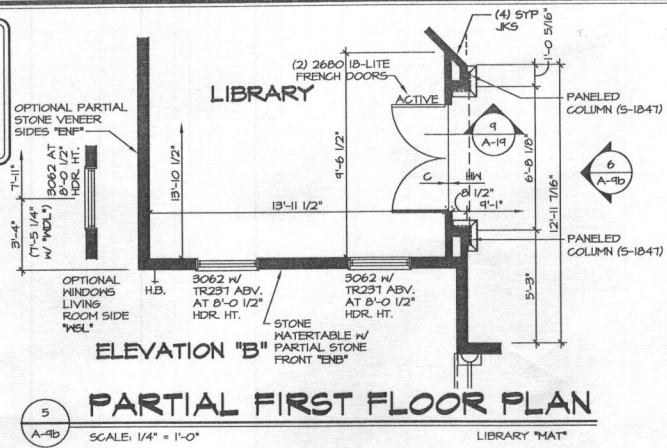 (4) SYP
JKS
1'-0 5/16"
(2) 2680 18-LITE
FRENCH DOORS
LIBRARY
ACTIVE
PANELED
COLUMN (S-1847)
OPTIONAL PARTIAL
STONE VENEER
SIDES "ENF"
9
A-19
6
A-9b
7'-11"
3062 AT
8'-0 1/2"
HDR. HT.
13'-10 1/2"
9'-6 1/2"
6'-8 1/8"
12'-11 7/16"
C
HW
8 1/2"
9'-1"
13'-11 1/2"
3'-4"
(7'-5 1/4"
W/ "WDL")
PANELED
COLUMN (S-1847)
5'-3"
OPTIONAL
WINDOWS
LIVING
ROOM SIDE
"WSL"
H.B.
3062 W/
TR237 ABV.
AT 8'-0 1/2"
HDR. HT.
3062 W/
TR237 ABV.
AT 8'-0 1/2"
HDR. HT.
STONE
WATERTABLE W/
PARTIAL STONE
FRONT "ENB"
ELEVATION "B"
5
A-9b
PARTIAL FIRST FLOOR PLAN
SCALE: 1/4" = 1'-0"
LIBRARY "MAT"